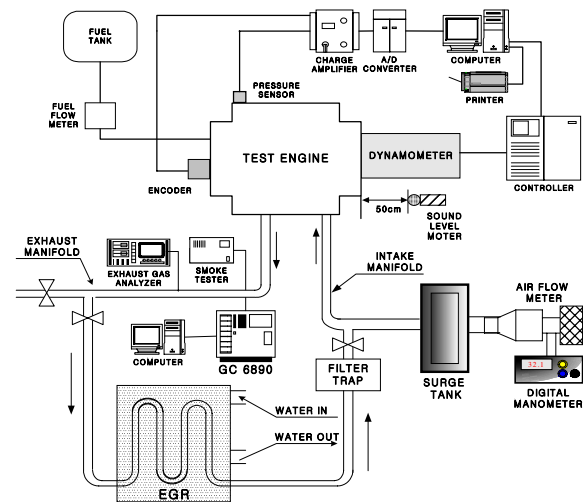 FUEL
TANK
CHARGE
AMPLIFIER
A/D
CONVERTER
COMPUTER
PRINTER
PRESSURE
SENSOR
FUEL
FLOW
METER
TEST ENGINE
DYNAMOMETER
ENCODER
CONTROLLER
50cm
SOUND
LEVEL
MOTER
EXHAUST
MANIFOLD
EXHAUST GAS
ANALYZER
SMOKE
TESTER
INTAKE
MANIFOLD
AIR FLOW
METER
COMPUTER
GC 6890
FILTER
TRAP
SURGE
TANK
32.1
DIGITAL
MANOMETER
WATER IN
WATER OUT
EGR